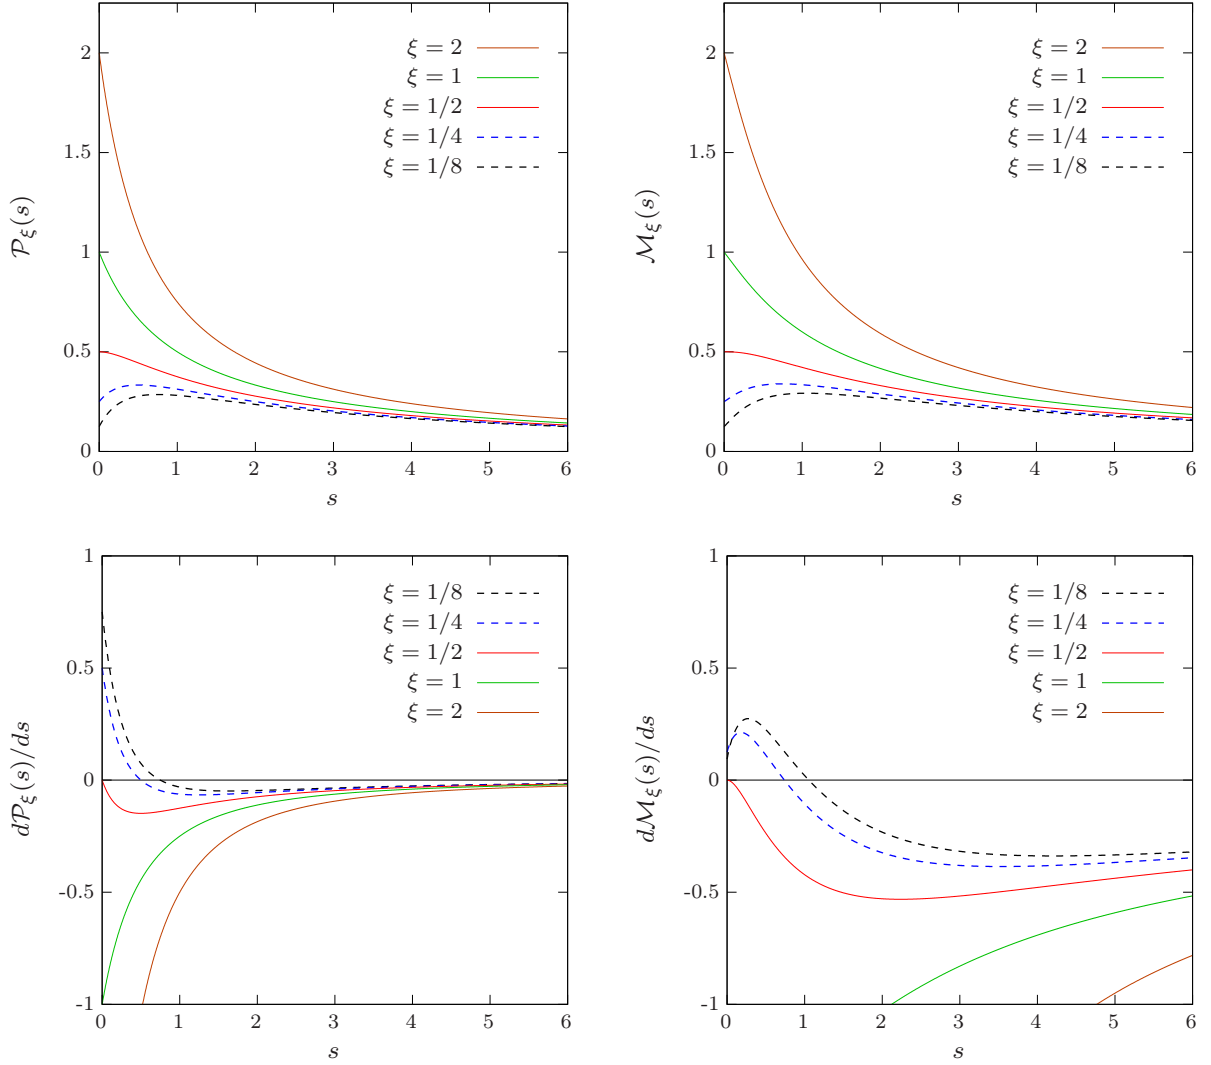 2
1.5
1
0.5
0
0 1 2 3 4 5 6
𝒫_ξ(s)
s
ξ = 2
ξ = 1
ξ = 1/2
ξ = 1/4
ξ = 1/8
2
1.5
1
0.5
0
0 1 2 3 4 5 6
ℳ_ξ(s)
s
ξ = 2
ξ = 1
ξ = 1/2
ξ = 1/4
ξ = 1/8
1
0.5
0
-0.5
-1
0 1 2 3 4 5 6
d𝒫_ξ(s)/ds
s
ξ = 1/8
ξ = 1/4
ξ = 1/2
ξ = 1
ξ = 2
1
0.5
0
-0.5
-1
0 1 2 3 4 5 6
dℳ_ξ(s)/ds
s
ξ = 1/8
ξ = 1/4
ξ = 1/2
ξ = 1
ξ = 2